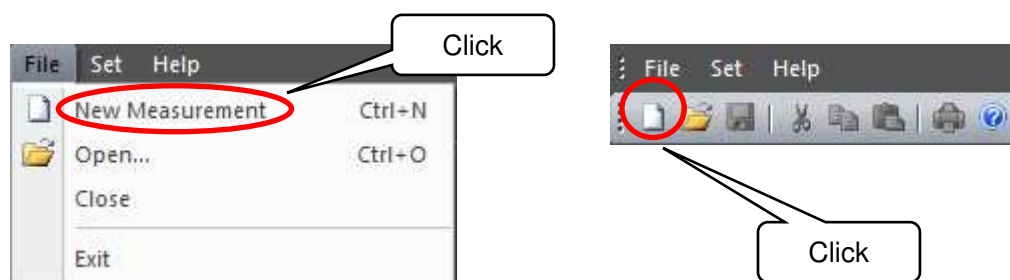 Click
File Set Help
New Measurement Ctrl+N
Open... Ctrl+O
Close
Exit
File Set Help
Click